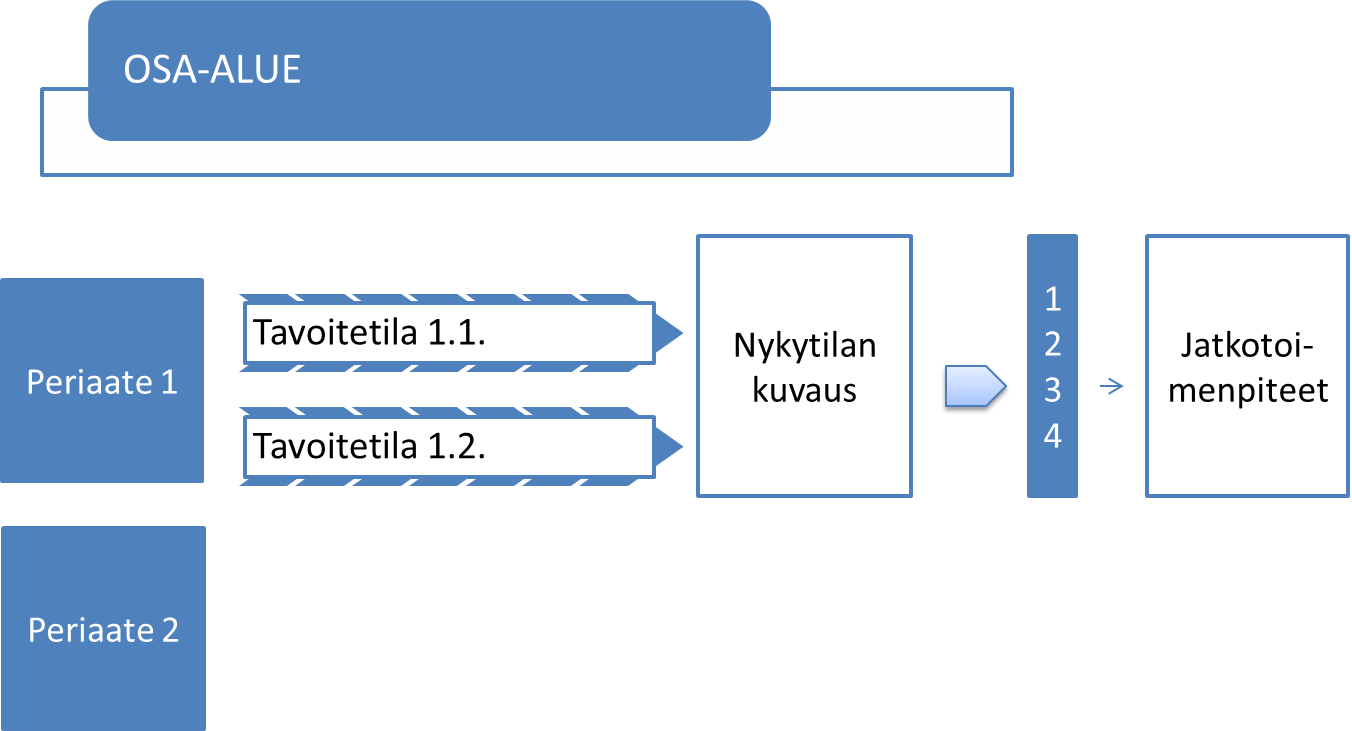 OSA-ALUE
Periaate 1
Tavoitetila 1.1.
Tavoitetila 1.2.
Nykytilan
kuvaus
1
2
3
4
Jatkotoi-
menpiteet
Periaate 2